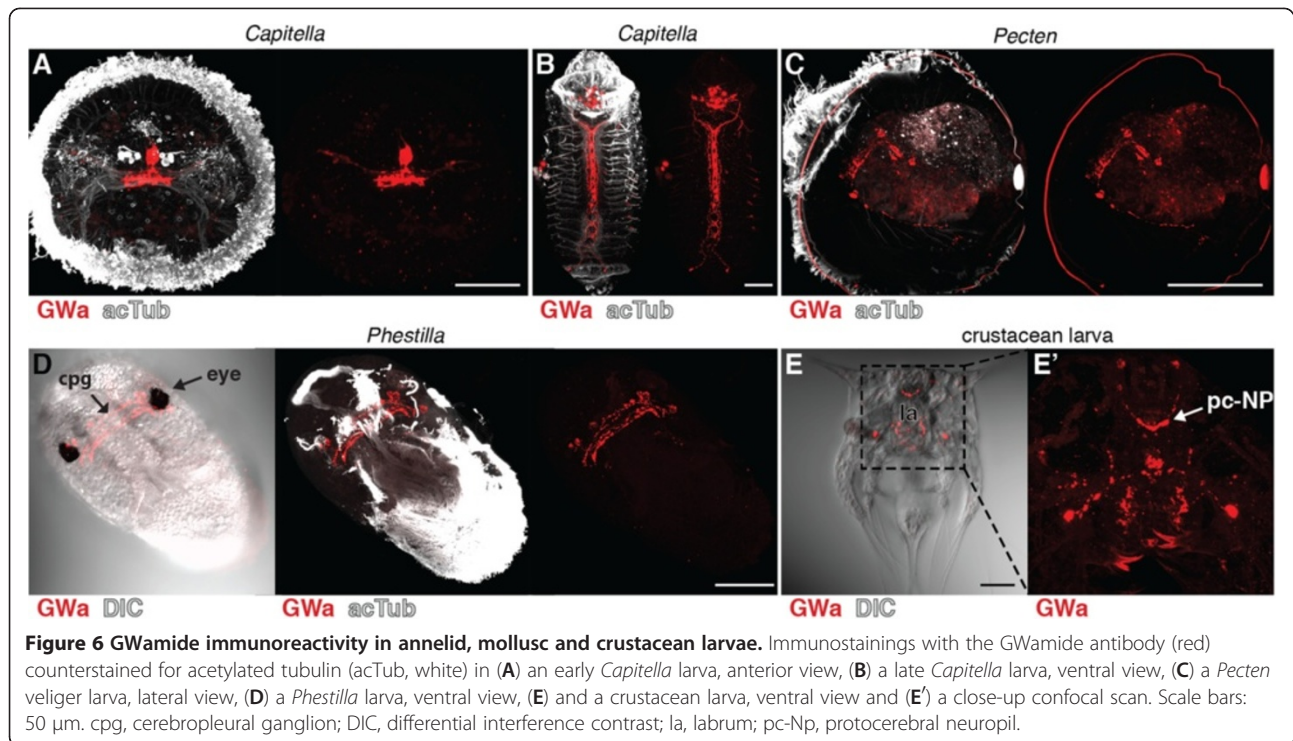 Capitella Capitella Pecten
A B C
GWa acTub GWa acTub GWa acTub
Phestilla crustacean larva
D cpg eye E la E' pc-NP
GWa DIC GWa acTub GWa DIC GWa
Figure 6 GWamide immunoreactivity in annelid, mollusc and crustacean larvae. Immunostainings with the GWamide antibody (red)
counterstained for acetylated tubulin (acTub, white) in (A) an early Capitella larva, anterior view, (B) a late Capitella larva, ventral view, (C) a Pecten
veliger larva, lateral view, (D) a Phestilla larva, ventral view, (E) and a crustacean larva, ventral view and (E′) a close-up confocal scan. Scale bars:
50 μm. cpg, cerebropleural ganglion; DIC, differential interference contrast; la, labrum; pc-Np, protocerebral neuropil.